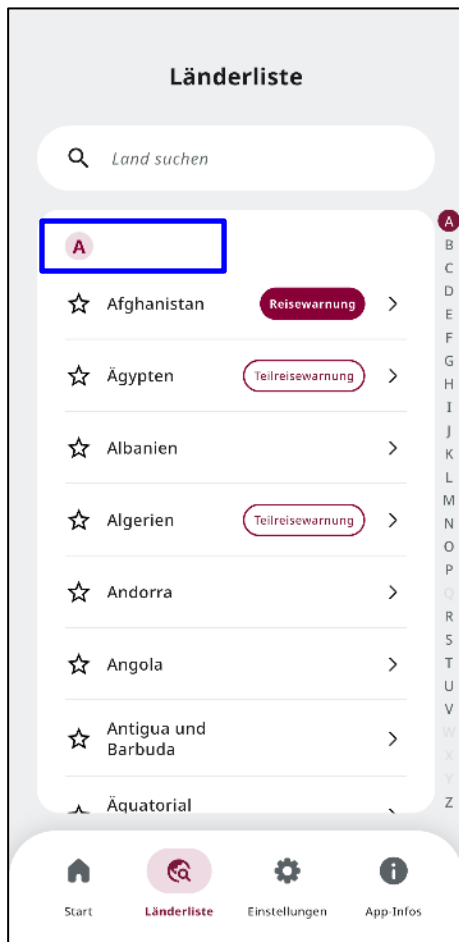 Länderliste
Land suchen
A
Afghanistan Reisewarnung
Ägypten Teilreisewarnung
Albanien
Algerien Teilreisewarnung
Andorra
Angola
Antigua und
Barbuda
Äquatorial
A
B
C
D
E
F
G
H
I
J
K
L
M
N
O
P
Q
R
S
T
U
V
W
X
Y
Z
Start Länderliste Einstellungen App-Infos